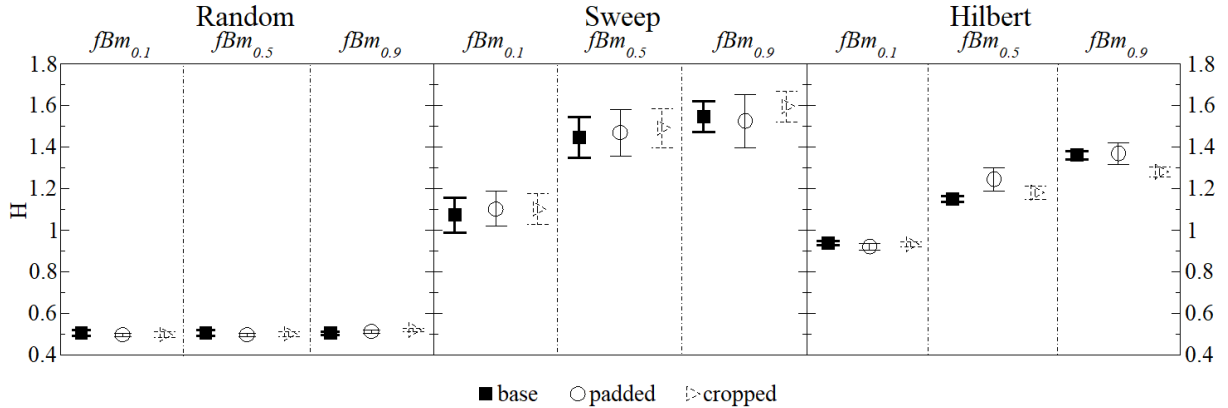 Random Sweep Hilbert
fBm0.1 fBm0.5 fBm0.9 fBm0.1 fBm0.5 fBm0.9 fBm0.1 fBm0.5 fBm0.9
1.8 1.8
1.6 1.6
1.4 1.4
1.2 1.2
H
1 1
0.8 0.8
0.6 0.6
0.4 0.4
base padded cropped